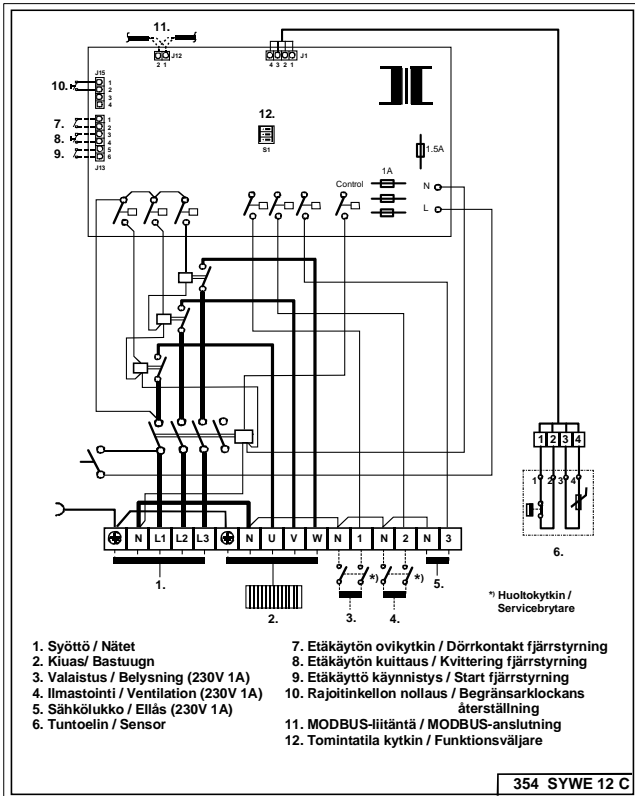 11.
J12
2 1
J1
4 3 2 1
J15
10.
1
2
3
4
7.
8.
9.
1
2
3
4
5
6
J13
12.
S1
1.5A
1A
Control
N
L
1 2 3 4
1 2 3 4
6.
N L1 L2 L3 N U V W N 1 N 2 N 3
1.
2.
*)
3.
*)
4.
5.
*) Huoltokytkin /
Servicebrytare
1. Syöttö / Nätet
2. Kiuas/ Bastuugn
3. Valaistus / Belysning (230V 1A)
4. Ilmastointi / Ventilation (230V 1A)
5. Sähkölukko / Ellås (230V 1A)
6. Tuntoelin / Sensor
7. Etäkäytön ovikytkin / Dörrkontakt fjärrstyrning
8. Etäkäytön kuittaus / Kvittering fjärrstyrning
9. Etäkäyttö käynnistys / Start fjärrstyrning
10. Rajoitinkellon nollaus / Begränsarklockans
återställning
11. MODBUS-liitäntä / MODBUS-anslutning
12. Tomintatila kytkin / Funktionsväljare
354 SYWE 12 C